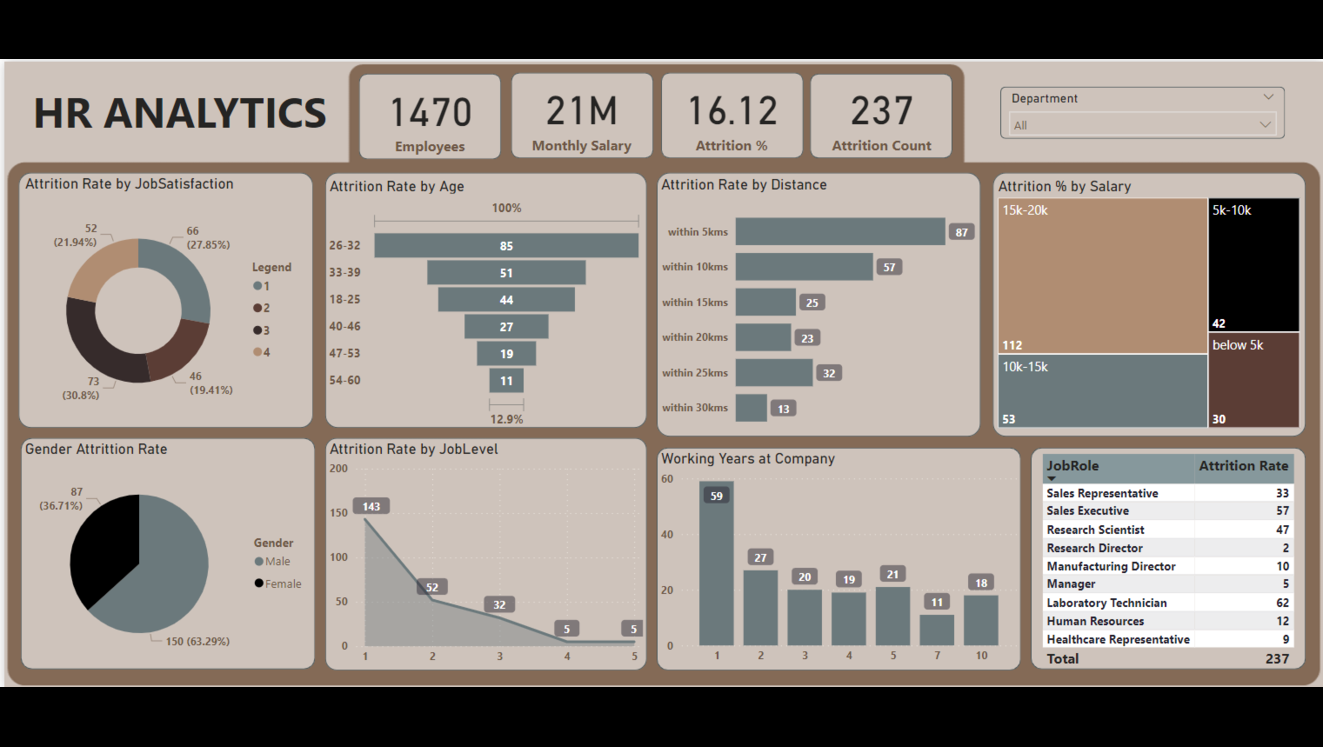 HR ANALYTICS
1470
Employees
21M
Monthly Salary
16.12
Attrition %
237
Attrition Count
Department
All
Attrition Rate by JobSatisfaction
52
(21.94%)
66
(27.85%)
73
(30.8%)
46
(19.41%)
Legend
1
2
3
4
Attrition Rate by Age
100%
26-32 85
33-39 51
18-25 44
40-46 27
47-53 19
54-60 11
12.9%
Attrition Rate by Distance
within 5kms 87
within 10kms 57
within 15kms 25
within 20kms 23
within 25kms 32
within 30kms 13
Attrition % by Salary
15k-20k
112
5k-10k
42
10k-15k
53
below 5k
30
Gender Attrittion Rate
87
(36.71%)
150 (63.29%)
Gender
Male
Female
Attrition Rate by JobLevel
200
150
100
50
0
143
52
32
5
5
1 2 3 4 5
Working Years at Company
60
40
20
0
59
27
20
19
21
11
18
1 2 3 4 5 7 10
JobRole Attrition Rate
Sales Representative 33
Sales Executive 57
Research Scientist 47
Research Director 2
Manufacturing Director 10
Manager 5
Laboratory Technician 62
Human Resources 12
Healthcare Representative 9
Total 237